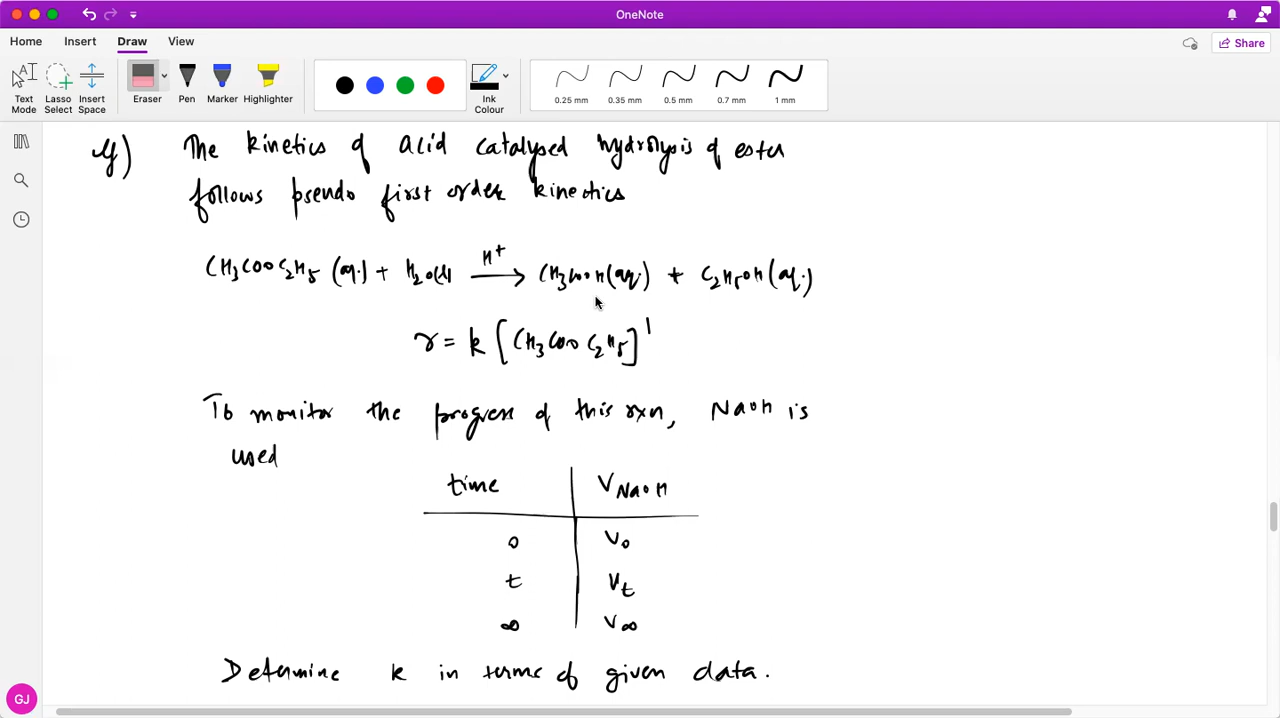 OneNote
Home Insert Draw View
Share
Text Mode
Lasso Select
Insert Space
Eraser
Pen
Marker
Highlighter
Ink Colour
0.25 mm 0.35 mm 0.5 mm 0.7 mm 1 mm
The kinetics of acid catalysed hydrolysis of ester
follows pseudo first order kinetics
CH₃COOC₂H₅ (aq.) + H₂O(l) H⁺→ CH₃COOH(aq.) + C₂H₅OH(aq.)
r = k [CH₃COOC₂H₅]¹
To monitor the progress of this rxn, NaOH is
used
time V_NaOH
0 V₀
t V_t
∞ V_∞
Determine k in terms of given data.
GJ